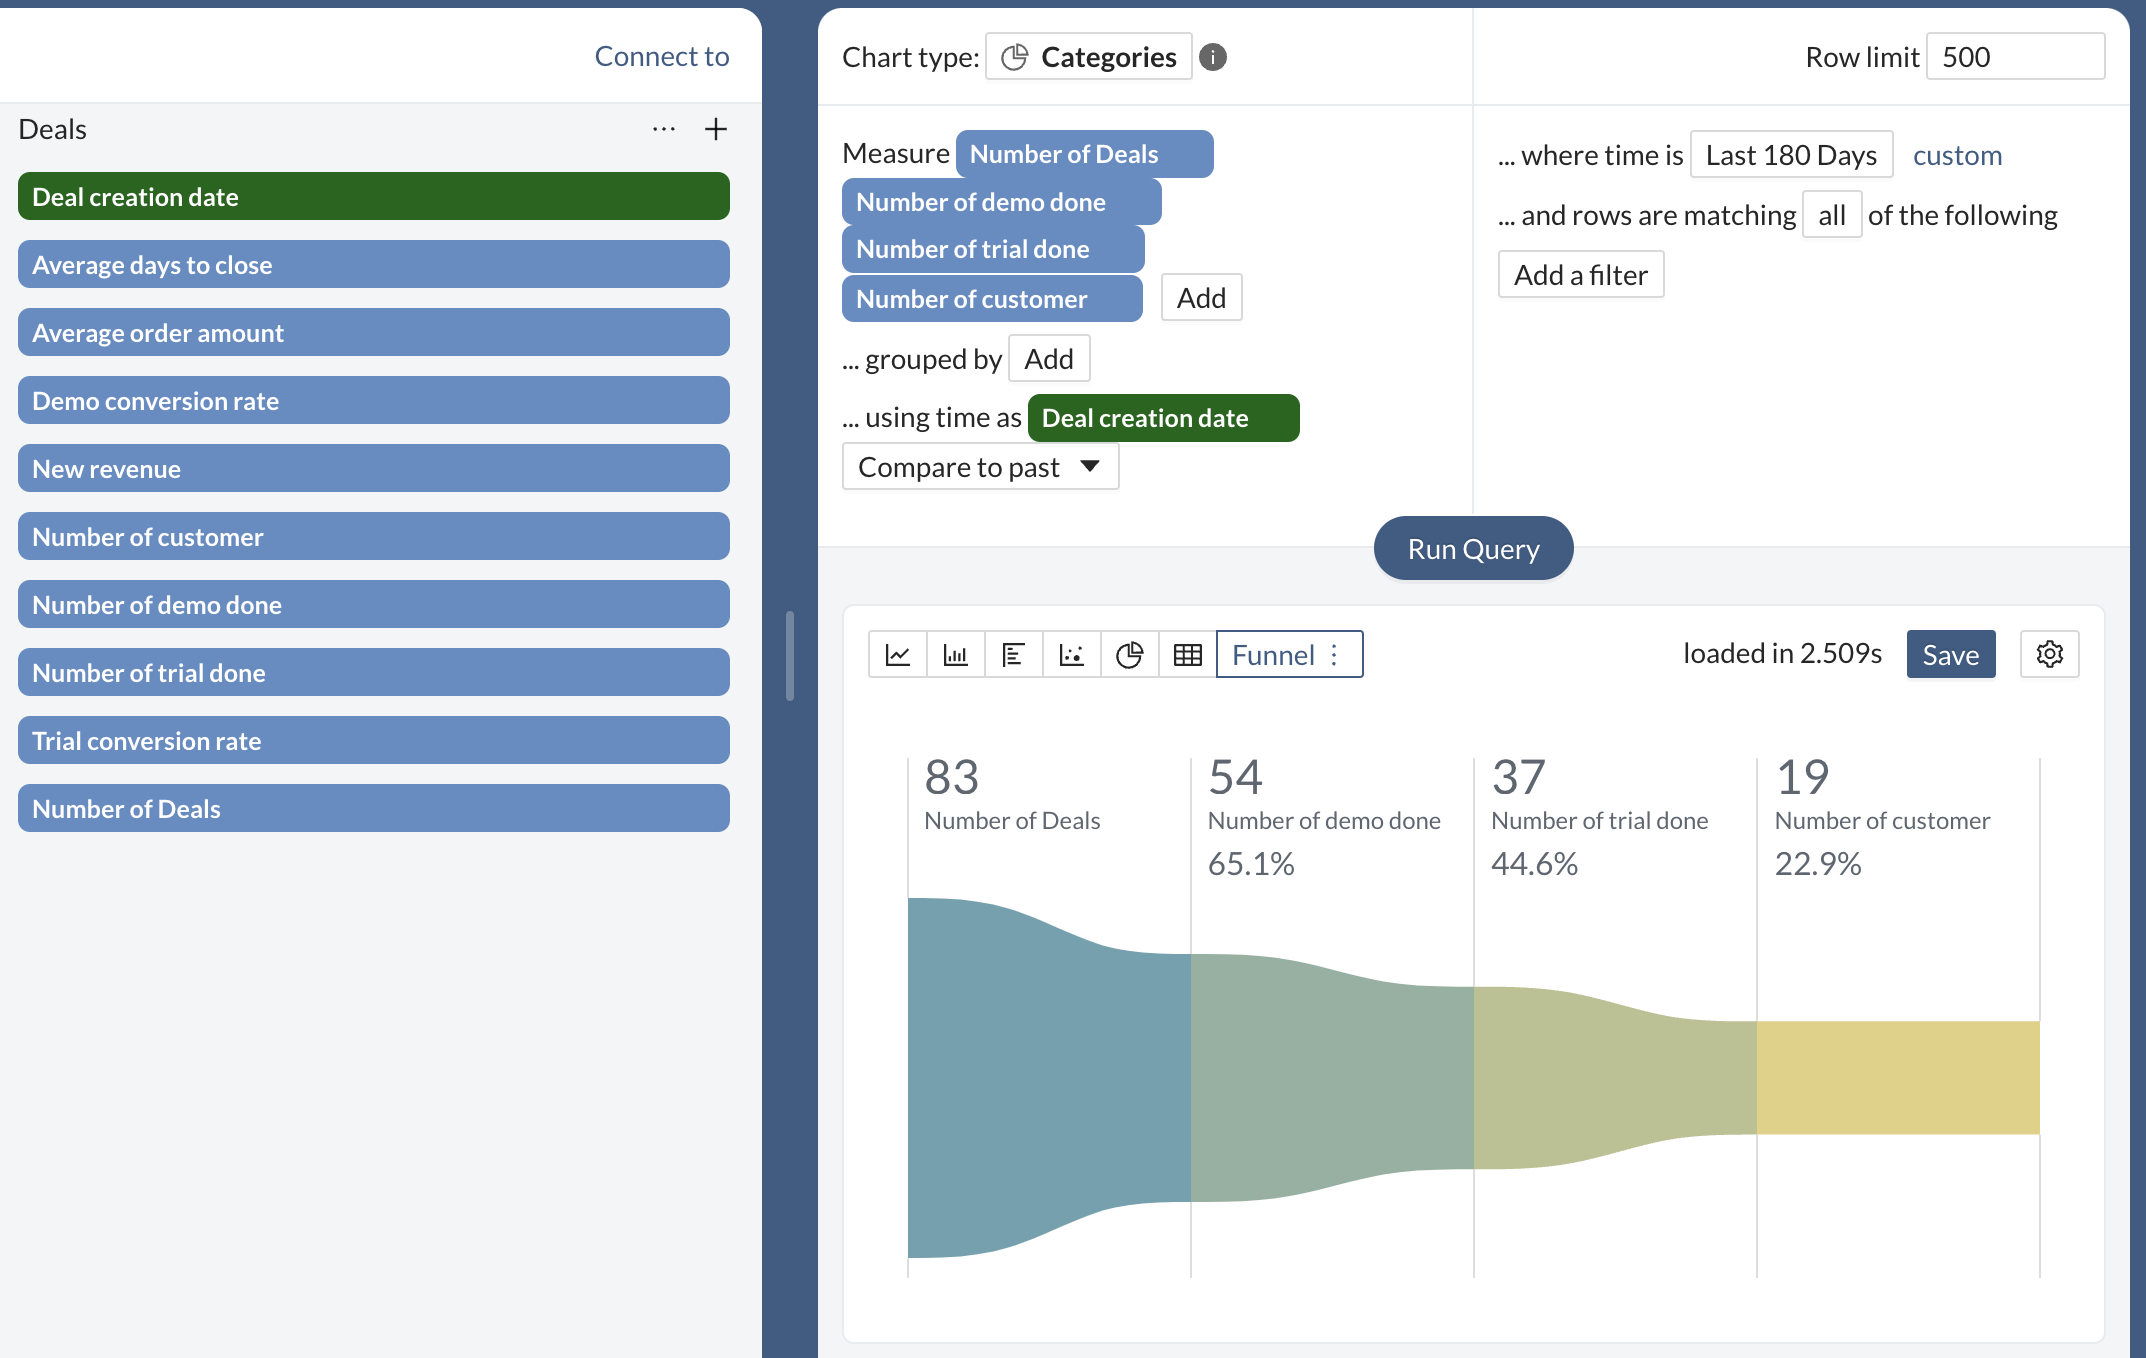 Connect to
Deals
Deal creation date
Average days to close
Average order amount
Demo conversion rate
New revenue
Number of customer
Number of demo done
Number of trial done
Trial conversion rate
Number of Deals
Chart type: Categories i
Row limit 500
Measure Number of Deals
Number of demo done
Number of trial done
Number of customer Add
... grouped by Add
... using time as Deal creation date
Compare to past
... where time is Last 180 Days custom
... and rows are matching all of the following
Add a filter
Run Query
Funnel
loaded in 2.509s Save
83
Number of Deals
54
Number of demo done
65.1%
37
Number of trial done
44.6%
19
Number of customer
22.9%